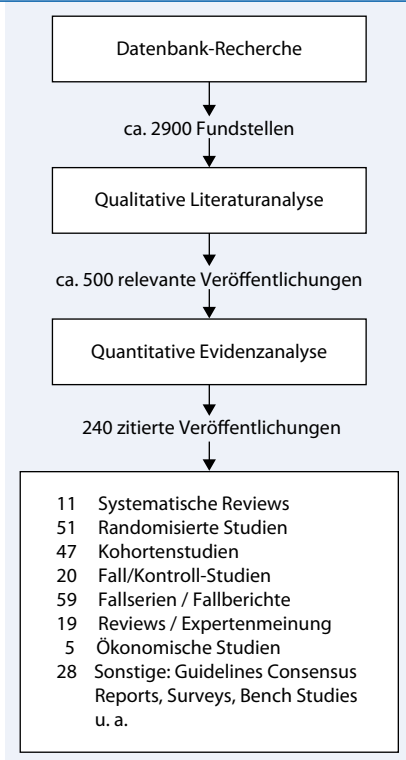 Datenbank-Recherche
ca. 2900 Fundstellen
Qualitative Literaturanalyse
ca. 500 relevante Veröffentlichungen
Quantitative Evidenzanalyse
240 zitierte Veröffentlichungen
11 Systematische Reviews
51 Randomisierte Studien
47 Kohortenstudien
20 Fall/Kontroll-Studien
59 Fallserien / Fallberichte
19 Reviews / Expertenmeinung
5 Ökonomische Studien
28 Sonstige: Guidelines Consensus
Reports, Surveys, Bench Studies
u. a.